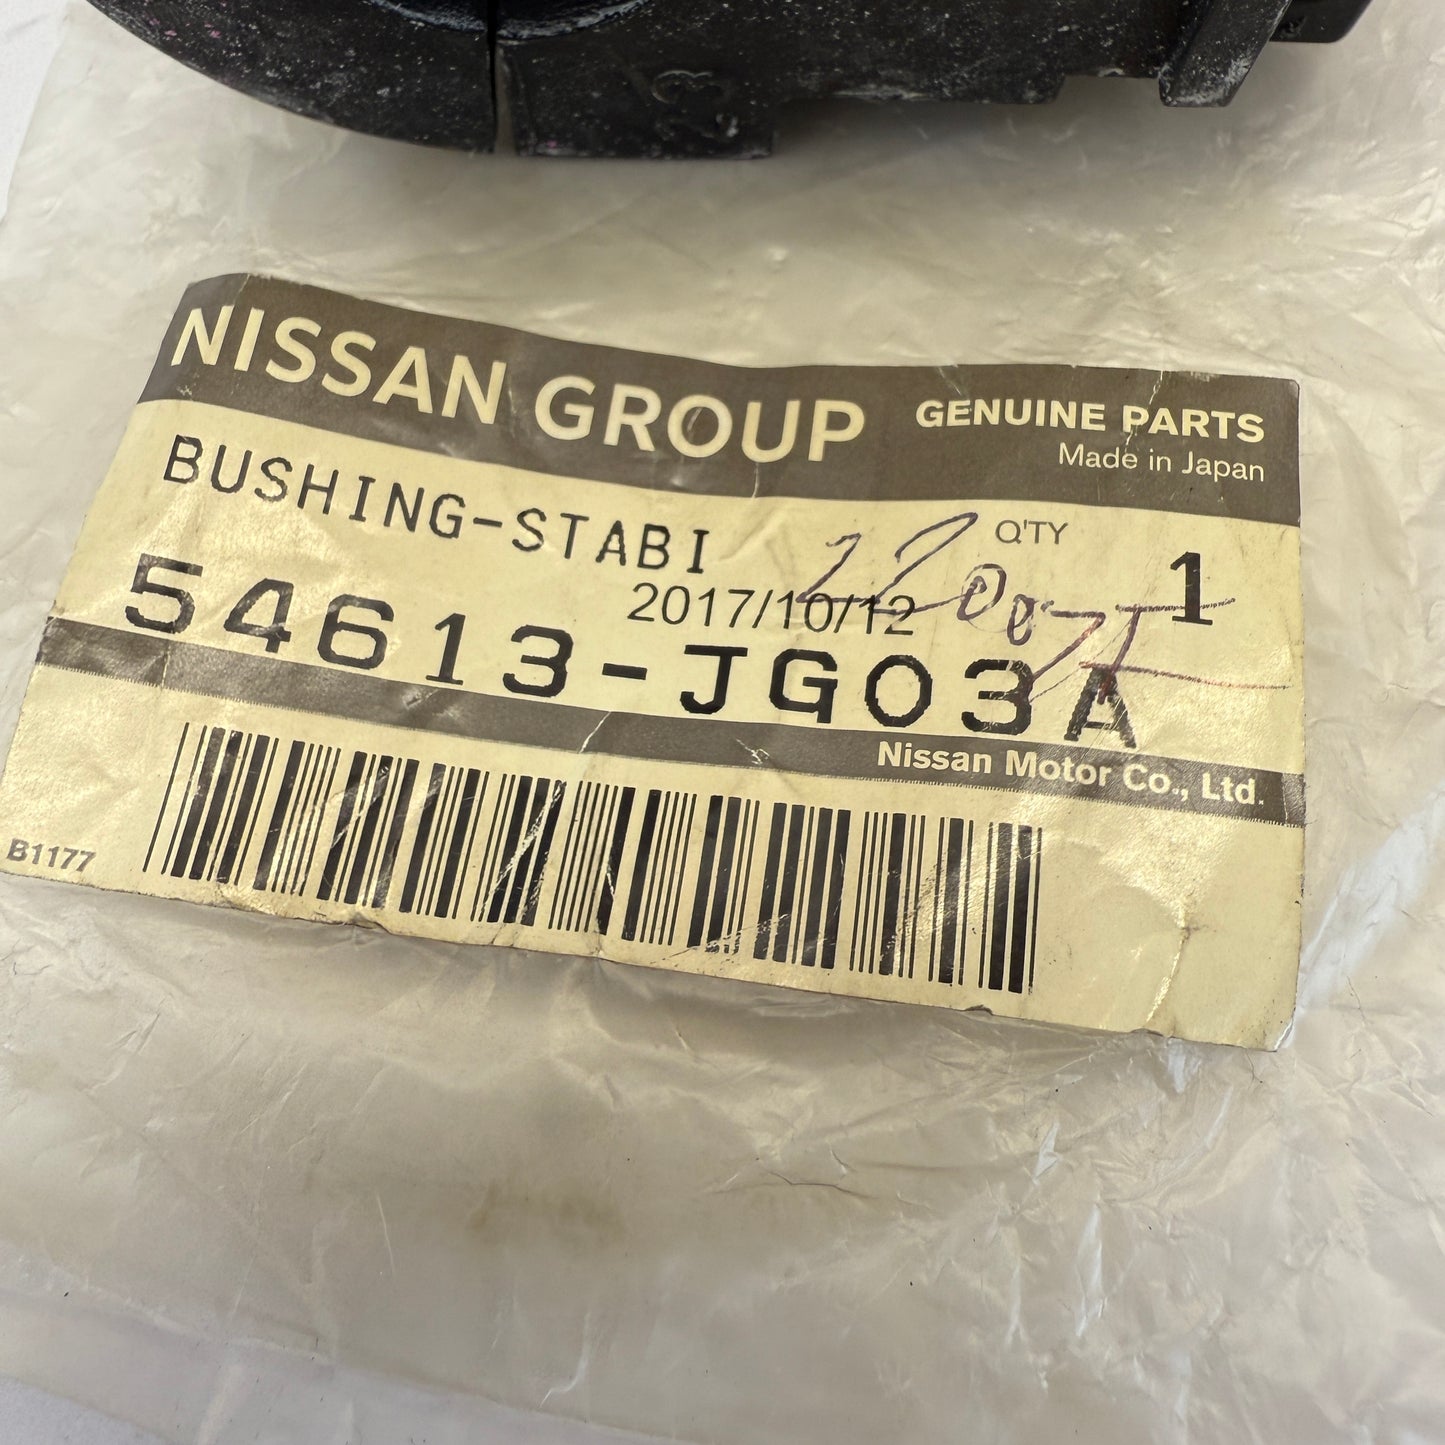 NISSAN GROUP
GENUINE PARTS
Made in Japan
BUSHING-STABI
Q'TY
1
2017/10/12
54613-JG03A
Nissan Motor Co., Ltd.
B1177